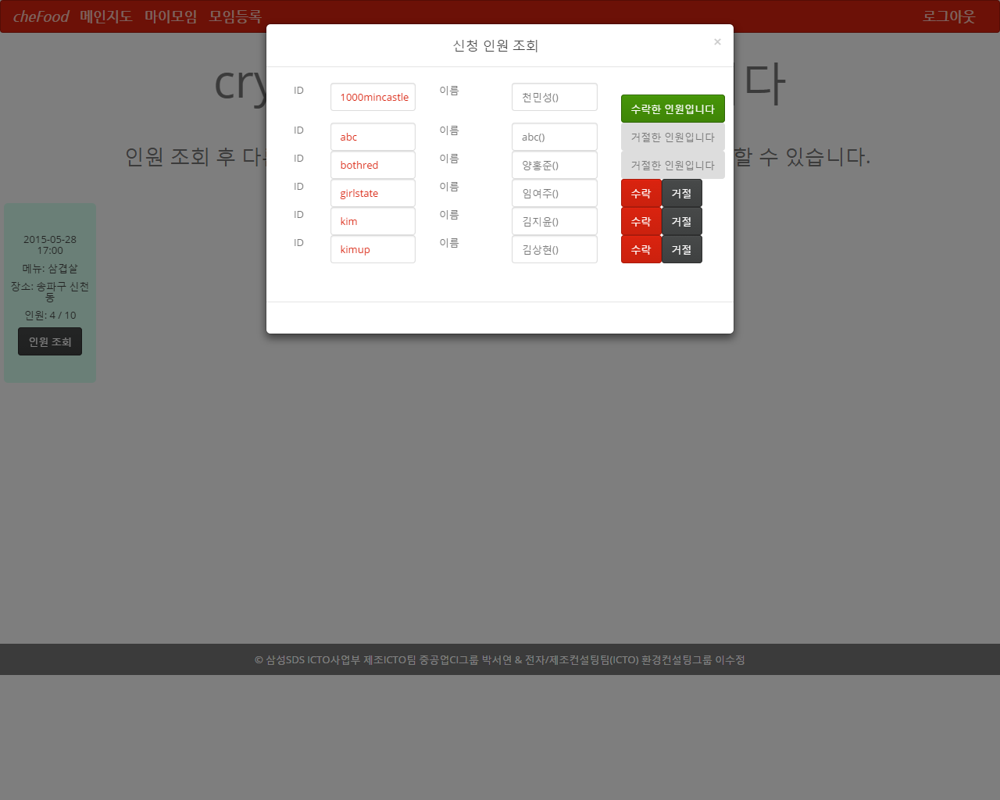 cheFood 메인지도 마이모임 모임등록 로그아웃
신청 인원 조회 ×
cry 니다
인원 조회 후 다 할 수 있습니다.
ID 1000mincastle 이름 천민성() 수락한 인원입니다
ID abc 이름 abc() 거절한 인원입니다
ID bothred 이름 양홍준() 거절한 인원입니다
ID girlstate 이름 임여주() 수락 거절
ID kim 이름 김지윤() 수락 거절
ID kimup 이름 김상현() 수락 거절
2015-05-28
17:00
메뉴: 삼겹살
장소: 송파구 신천
동
인원: 4 / 10
인원 조회
© 삼성SDS ICTO사업부 제조ICTO팀 중공업CI그룹 박서연 & 전자/제조컨설팅팀(ICTO) 환경컨설팅그룹 이수정